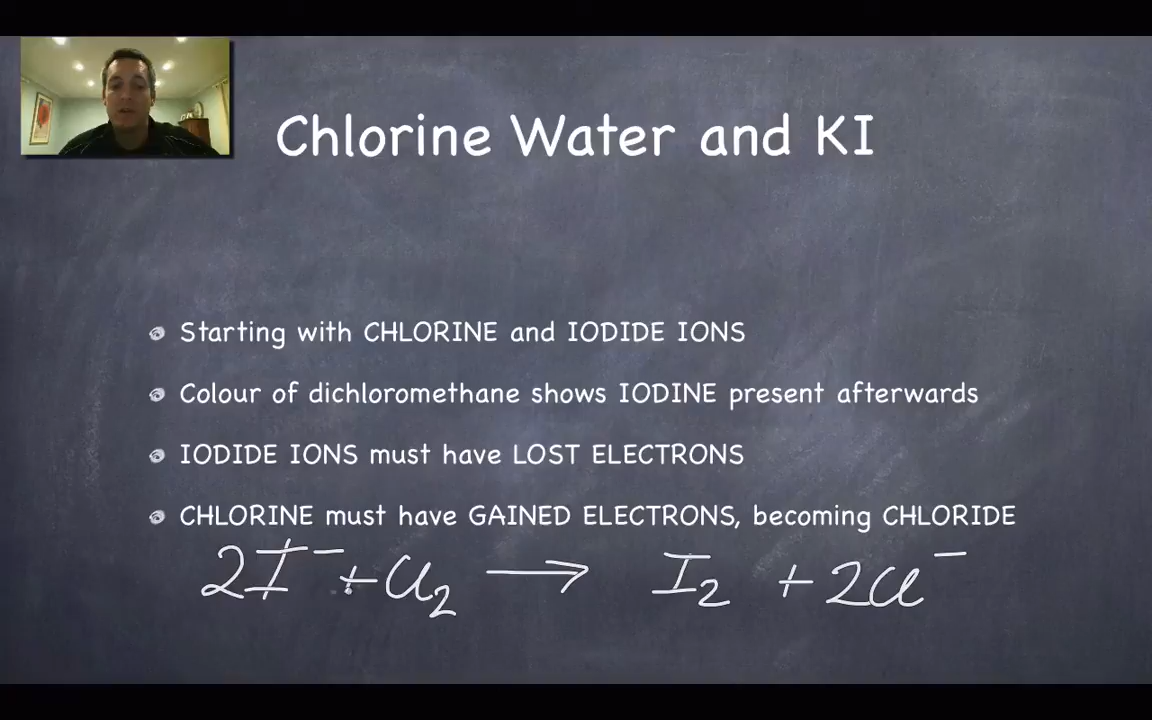 Chlorine Water and KI
Starting with CHLORINE and IODIDE IONS
Colour of dichloromethane shows IODINE present afterwards
IODIDE IONS must have LOST ELECTRONS
CHLORINE must have GAINED ELECTRONS, becoming CHLORIDE
2I⁻ + Cl₂ → I₂ + 2Cl⁻